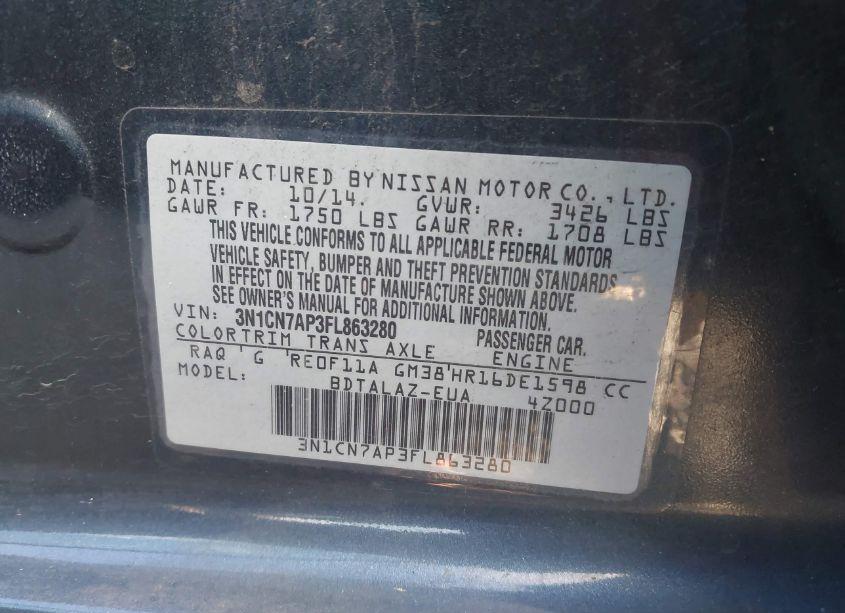 MANUFACTURED BY NISSAN MOTOR CO., LTD.
DATE: 10/14. GVWR: 3426 LBS
GAWR FR: 1750 LBS GAWR RR: 1708 LBS
THIS VEHICLE CONFORMS TO ALL APPLICABLE FEDERAL MOTOR
VEHICLE SAFETY, BUMPER AND THEFT PREVENTION STANDARDS
IN EFFECT ON THE DATE OF MANUFACTURE SHOWN ABOVE.
SEE OWNER'S MANUAL FOR ADDITIONAL INFORMATION.
VIN: 3N1CN7AP3FL863280 PASSENGER CAR.
COLOR TRIM TRANS AXLE ENGINE
RAQ ' G 'RE0F11A GM38'HR16DE1598 CC
MODEL: BDTALAZ-EUA 4Z000
3N1CN7AP3FL863280